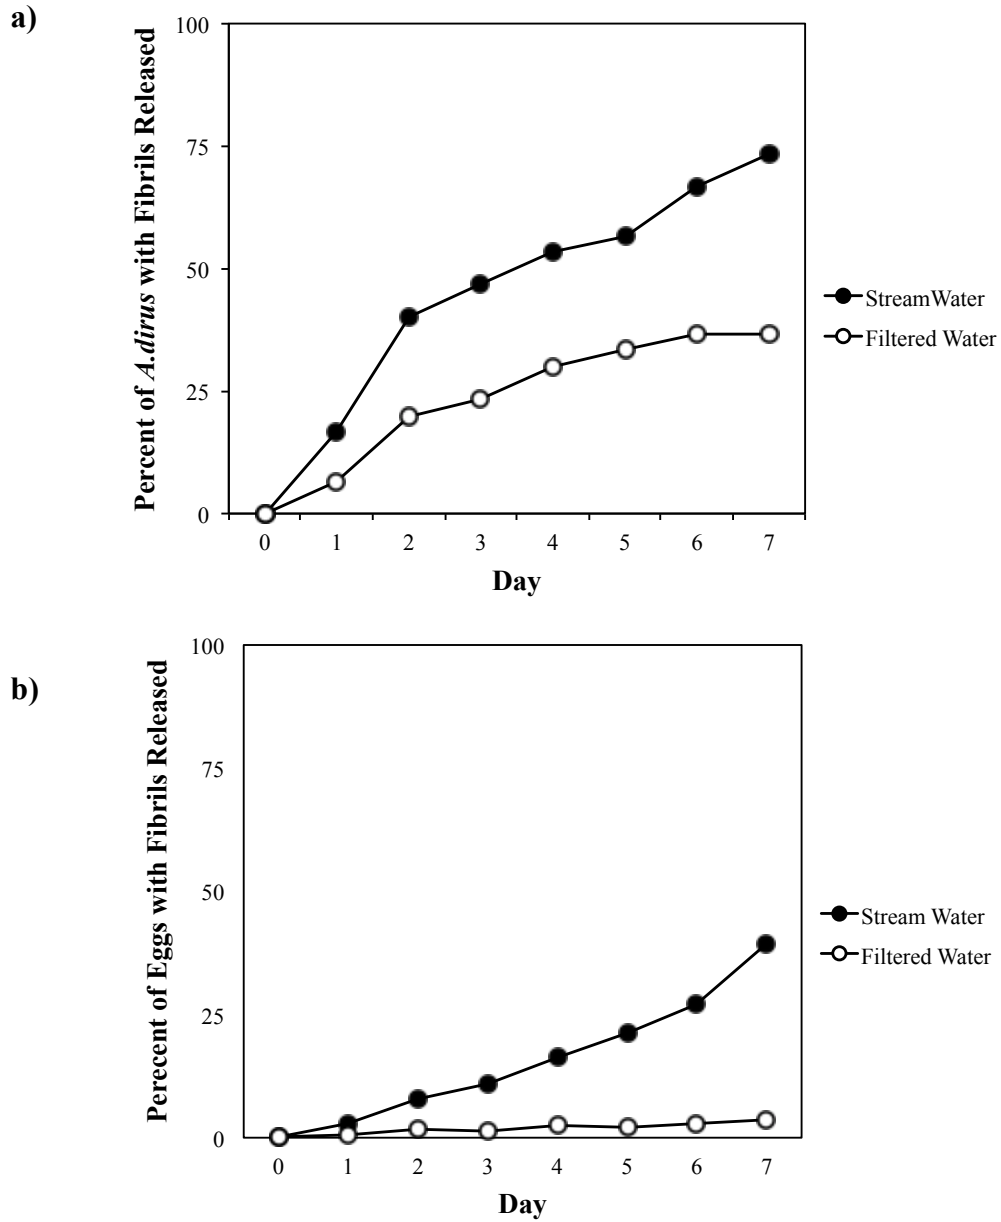 a)
Percent of A.dirus with Fibrils Released
100
75
50
25
0
0 1 2 3 4 5 6 7
Day
StreamWater
Filtered Water
b)
Perecent of Eggs with Fibrils Released
100
75
50
25
0
0 1 2 3 4 5 6 7
Day
Stream Water
Filtered Water